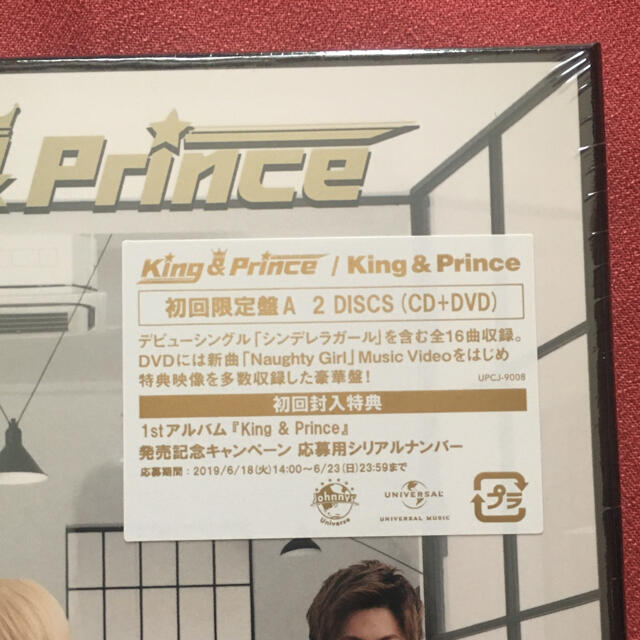 & Prince
King & Prince / King & Prince
初回限定盤A 2 DISCS (CD+DVD)
デビューシングル「シンデレラガール」を含む全16曲収録。
DVDには新曲「Naughty Girl」Music Videoをはじめ
特典映像を多数収録した豪華盤!
UPCJ-9008
初回封入特典
1stアルバム『King & Prince』
発売記念キャンペーン 応募用シリアルナンバー
応募期間:2019/6/18(火)14:00〜6/23(日)23:59まで
Johnnys' Universe
UNIVERSAL
UNIVERSAL MUSIC
プラ